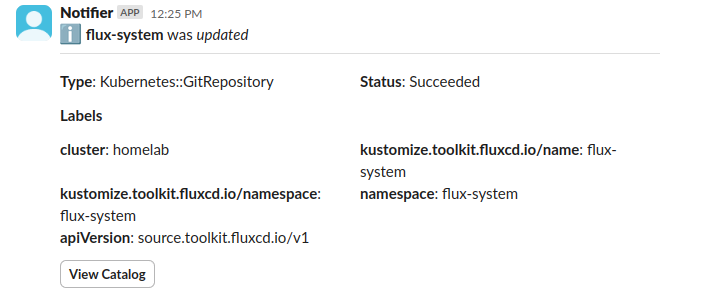 Notifier APP 12:25 PM
ℹ️ flux-system was updated
Type: Kubernetes::GitRepository Status: Succeeded
Labels
cluster: homelab kustomize.toolkit.fluxcd.io/name: flux-
system
kustomize.toolkit.fluxcd.io/namespace: namespace: flux-system
flux-system
apiVersion: source.toolkit.fluxcd.io/v1
View Catalog